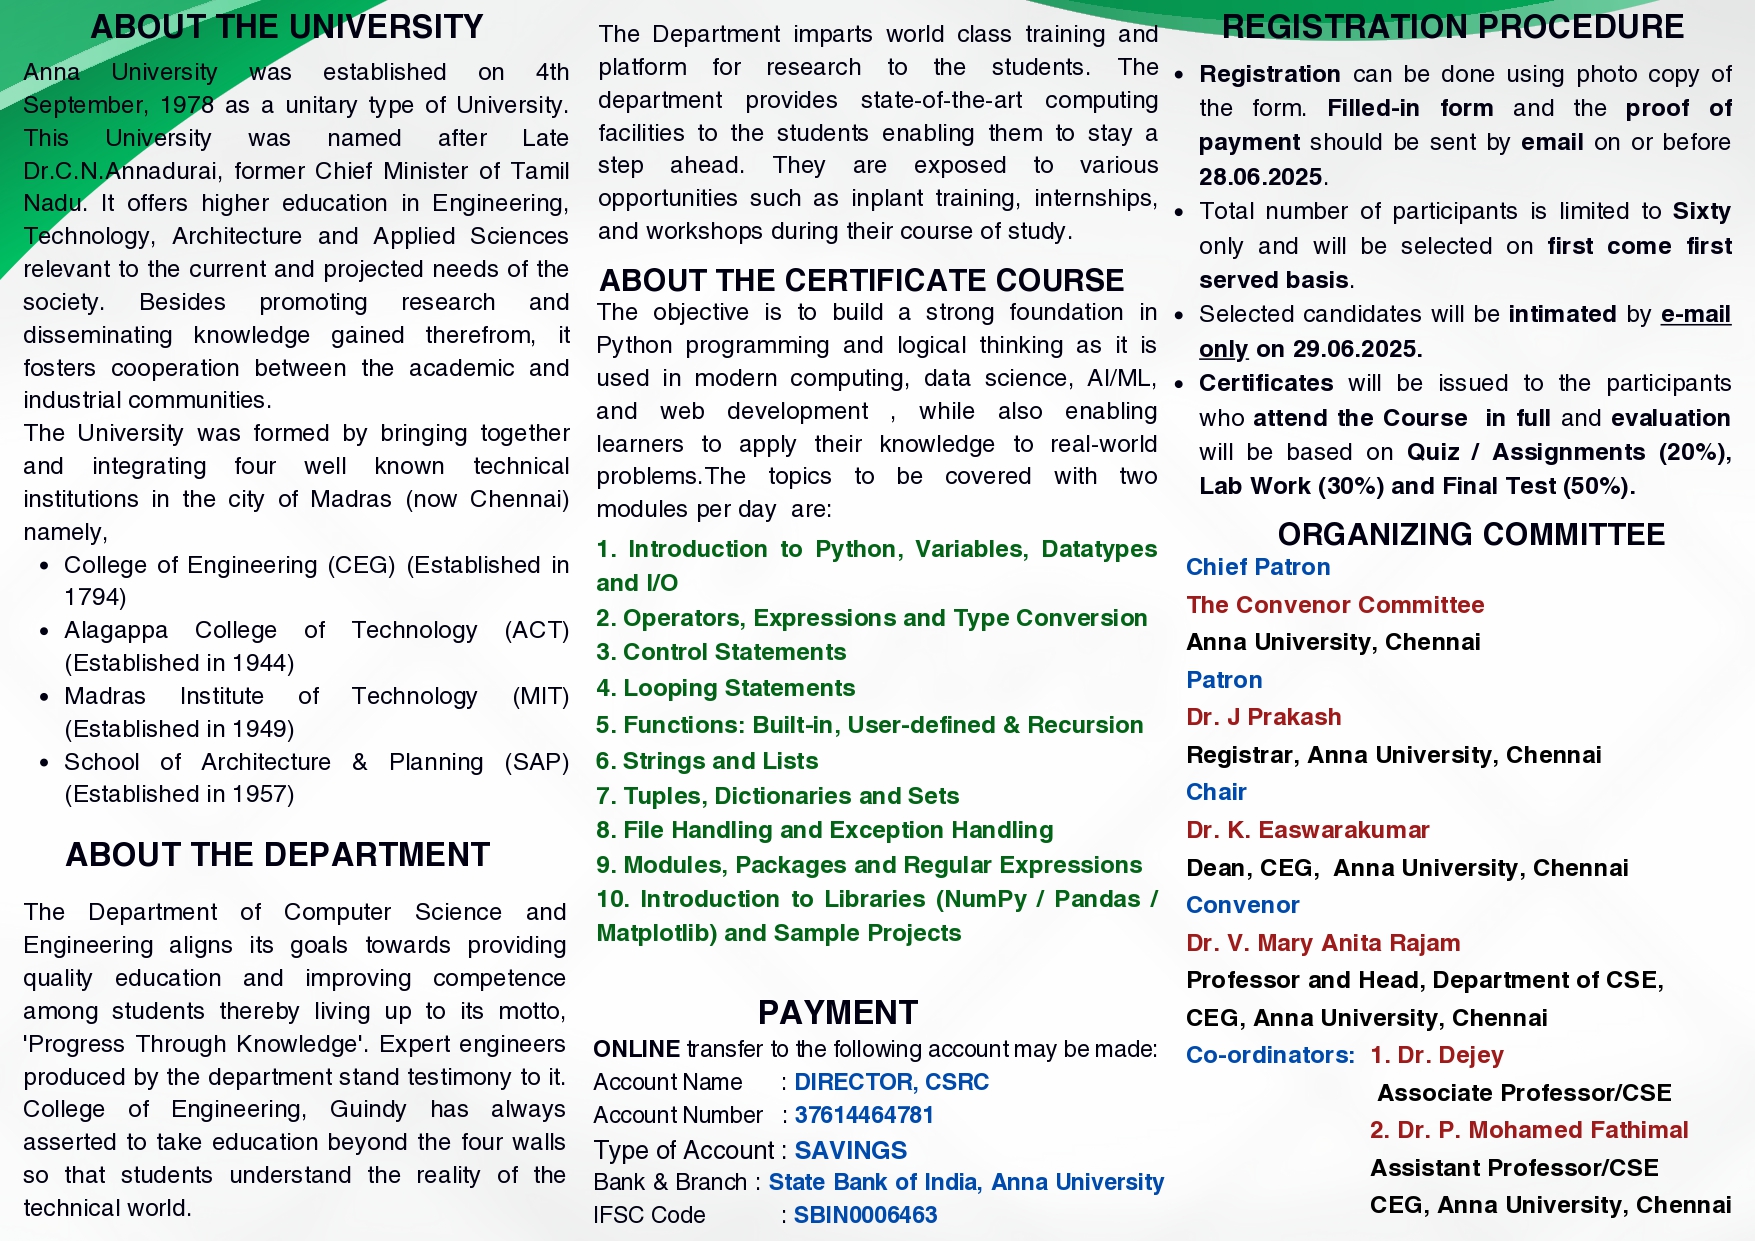 ABOUT THE UNIVERSITY
Anna University was established on 4th
September, 1978 as a unitary type of University.
This University was named after Late
Dr.C.N.Annadurai, former Chief Minister of Tamil
Nadu. It offers higher education in Engineering,
Technology, Architecture and Applied Sciences
relevant to the current and projected needs of the
society. Besides promoting research and
disseminating knowledge gained therefrom, it
fosters cooperation between the academic and
industrial communities.
The University was formed by bringing together
and integrating four well known technical
institutions in the city of Madras (now Chennai)
namely,
• College of Engineering (CEG) (Established in
1794)
• Alagappa College of Technology (ACT)
(Established in 1944)
• Madras Institute of Technology (MIT)
(Established in 1949)
• School of Architecture & Planning (SAP)
(Established in 1957)
ABOUT THE DEPARTMENT
The Department of Computer Science and
Engineering aligns its goals towards providing
quality education and improving competence
among students thereby living up to its motto,
'Progress Through Knowledge'. Expert engineers
produced by the department stand testimony to it.
College of Engineering, Guindy has always
asserted to take education beyond the four walls
so that students understand the reality of the
technical world.
The Department imparts world class training and
platform for research to the students. The
department provides state-of-the-art computing
facilities to the students enabling them to stay a
step ahead. They are exposed to various
opportunities such as inplant training, internships,
and workshops during their course of study.
ABOUT THE CERTIFICATE COURSE
The objective is to build a strong foundation in
Python programming and logical thinking as it is
used in modern computing, data science, AI/ML,
and web development , while also enabling
learners to apply their knowledge to real-world
problems.The topics to be covered with two
modules per day are:
1. Introduction to Python, Variables, Datatypes
and I/O
2. Operators, Expressions and Type Conversion
3. Control Statements
4. Looping Statements
5. Functions: Built-in, User-defined & Recursion
6. Strings and Lists
7. Tuples, Dictionaries and Sets
8. File Handling and Exception Handling
9. Modules, Packages and Regular Expressions
10. Introduction to Libraries (NumPy / Pandas /
Matplotlib) and Sample Projects
PAYMENT
ONLINE transfer to the following account may be made:
Account Name : DIRECTOR, CSRC
Account Number : 37614464781
Type of Account : SAVINGS
Bank & Branch : State Bank of India, Anna University
IFSC Code : SBIN0006463
REGISTRATION PROCEDURE
• Registration can be done using photo copy of
the form. Filled-in form and the proof of
payment should be sent by email on or before
28.06.2025.
• Total number of participants is limited to Sixty
only and will be selected on first come first
served basis.
• Selected candidates will be intimated by e-mail
only on 29.06.2025.
• Certificates will be issued to the participants
who attend the Course in full and evaluation
will be based on Quiz / Assignments (20%),
Lab Work (30%) and Final Test (50%).
ORGANIZING COMMITTEE
Chief Patron
The Convenor Committee
Anna University, Chennai
Patron
Dr. J Prakash
Registrar, Anna University, Chennai
Chair
Dr. K. Easwarakumar
Dean, CEG, Anna University, Chennai
Convenor
Dr. V. Mary Anita Rajam
Professor and Head, Department of CSE,
CEG, Anna University, Chennai
Co-ordinators: 1. Dr. Dejey
Associate Professor/CSE
2. Dr. P. Mohamed Fathimal
Assistant Professor/CSE
CEG, Anna University, Chennai